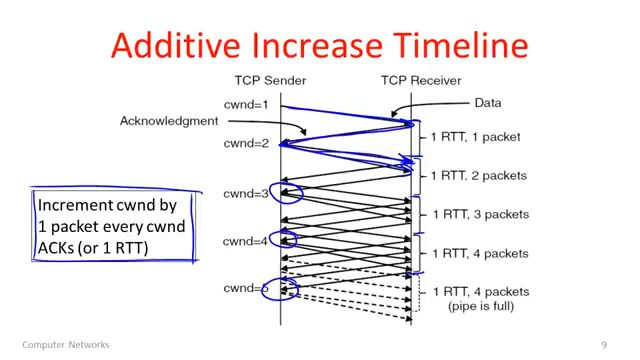 Additive Increase Timeline
TCP Sender
TCP Receiver
cwnd=1
Data
Acknowledgment
1 RTT, 1 packet
cwnd=2
1 RTT, 2 packets
cwnd=3
Increment cwnd by
1 packet every cwnd
ACKs (or 1 RTT)
1 RTT, 3 packets
cwnd=4
1 RTT, 4 packets
cwnd=5
1 RTT, 4 packets
(pipe is full)
Computer Networks
9